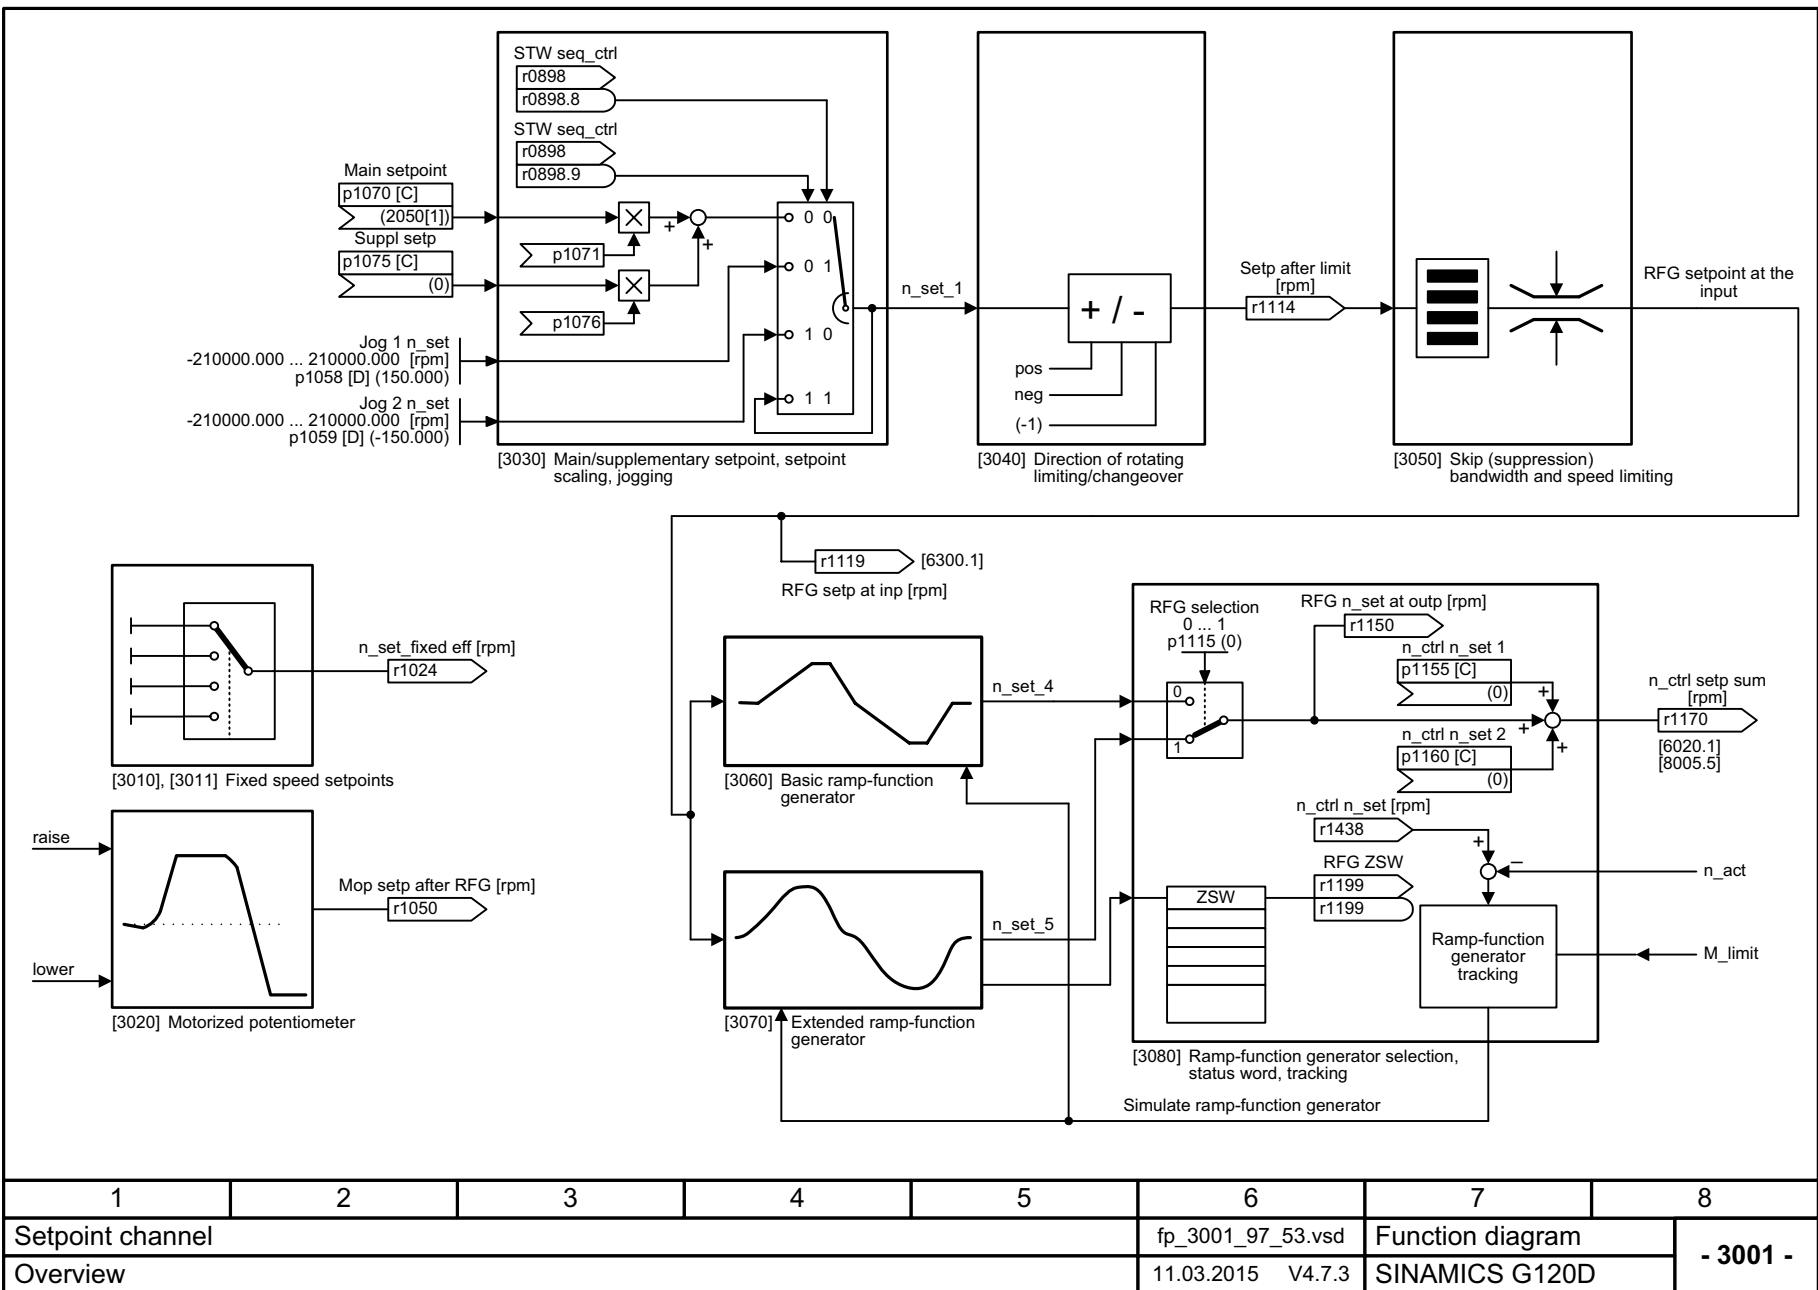 STW seq_ctrl
r0898
r0898.8
STW seq_ctrl
r0898
r0898.9
Main setpoint
p1070 [C]
(2050[1])
Suppl setp
p1075 [C]
(0)
p1071
p1076
Jog 1 n_set
-210000.000 ... 210000.000 [rpm]
p1058 [D] (150.000)
Jog 2 n_set
-210000.000 ... 210000.000 [rpm]
p1059 [D] (-150.000)
+
+
0 0
0 1
1 0
1 1
n_set_1
[3030] Main/supplementary setpoint, setpoint
scaling, jogging
+ / -
pos
neg
(-1)
[3040] Direction of rotating
limiting/changeover
Setp after limit
[rpm]
r1114
[3050] Skip (suppression)
bandwidth and speed limiting
RFG setpoint at the
input
r1119 [6300.1]
RFG setp at inp [rpm]
n_set_fixed eff [rpm]
r1024
[3010], [3011] Fixed speed setpoints
raise
lower
Mop setp after RFG [rpm]
r1050
[3020] Motorized potentiometer
n_set_4
[3060] Basic ramp-function
generator
n_set_5
[3070] Extended ramp-function
generator
RFG selection
0 ... 1
p1115 (0)
0
1
RFG n_set at outp [rpm]
r1150
n_ctrl n_set 1
p1155 [C]
(0)
+
+
n_ctrl n_set 2
p1160 [C]
(0)
+
n_ctrl setp sum
[rpm]
r1170
[6020.1]
[8005.5]
n_ctrl n_set [rpm]
r1438
+
–
n_act
RFG ZSW
r1199
r1199
ZSW
Ramp-function
generator
tracking
M_limit
[3080] Ramp-function generator selection,
status word, tracking
Simulate ramp-function generator
1 2 3 4 5 6 7 8
Setpoint channel
fp_3001_97_53.vsd
Function diagram
- 3001 -
Overview
11.03.2015 V4.7.3
SINAMICS G120D